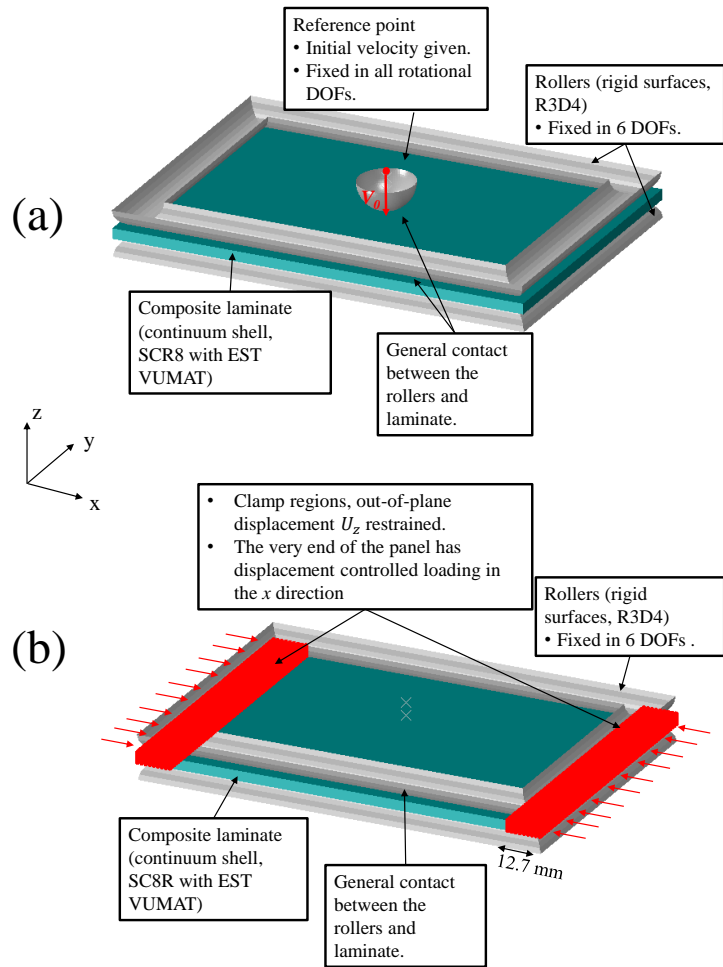 Reference point
• Initial velocity given.
• Fixed in all rotational
DOFs.
Rollers (rigid surfaces,
R3D4)
• Fixed in 6 DOFs.
(a)
V0
Composite laminate
(continuum shell,
SCR8 with EST
VUMAT)
General contact
between the
rollers and
laminate.
z
y
x
• Clamp regions, out-of-plane
displacement Uz restrained.
• The very end of the panel has
displacement controlled loading in
the x direction
Rollers (rigid
surfaces, R3D4)
• Fixed in 6 DOFs .
(b)
Composite laminate
(continuum shell,
SC8R with EST
VUMAT)
General contact
between the
rollers and
laminate.
12.7 mm